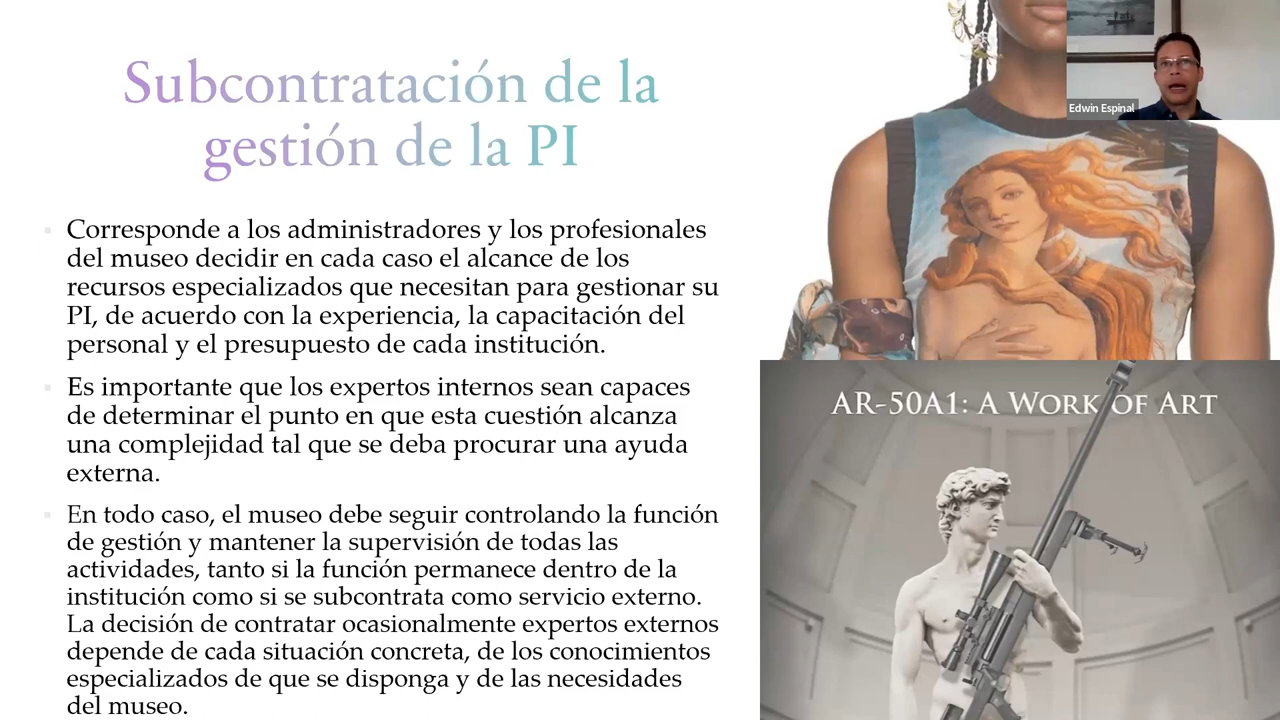 Subcontratación de la
gestión de la PI
Corresponde a los administradores y los profesionales
del museo decidir en cada caso el alcance de los
recursos especializados que necesitan para gestionar su
PI, de acuerdo con la experiencia, la capacitación del
personal y el presupuesto de cada institución.
Es importante que los expertos internos sean capaces
de determinar el punto en que esta cuestión alcanza
una complejidad tal que se deba procurar una ayuda
externa.
En todo caso, el museo debe seguir controlando la función
de gestión y mantener la supervisión de todas las
actividades, tanto si la función permanece dentro de la
institución como si se subcontrata como servicio externo.
La decisión de contratar ocasionalmente expertos externos
depende de cada situación concreta, de los conocimientos
especializados de que se disponga y de las necesidades
del museo.
Edwin Espinal
AR-50A1: A WORK OF ART